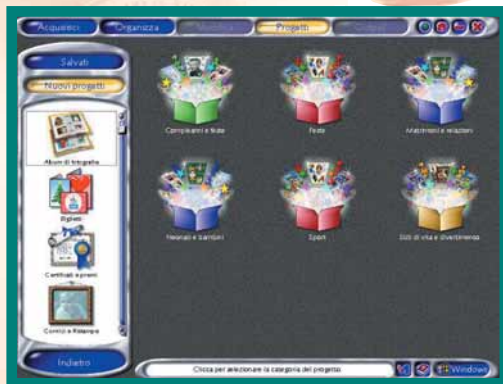 Acquisisci
Organizza
Progetti
Salvati
Nuovi progetti
Album di fotografie
Biglietti
Certificati e premi
Cornici e
Indietro
Compleanni e feste
Feste
Matrimoni e relazioni
Neonati e bambini
Sport
Stili di vita e divertimento
Clicca per selezionare la categoria del progetto
Windows